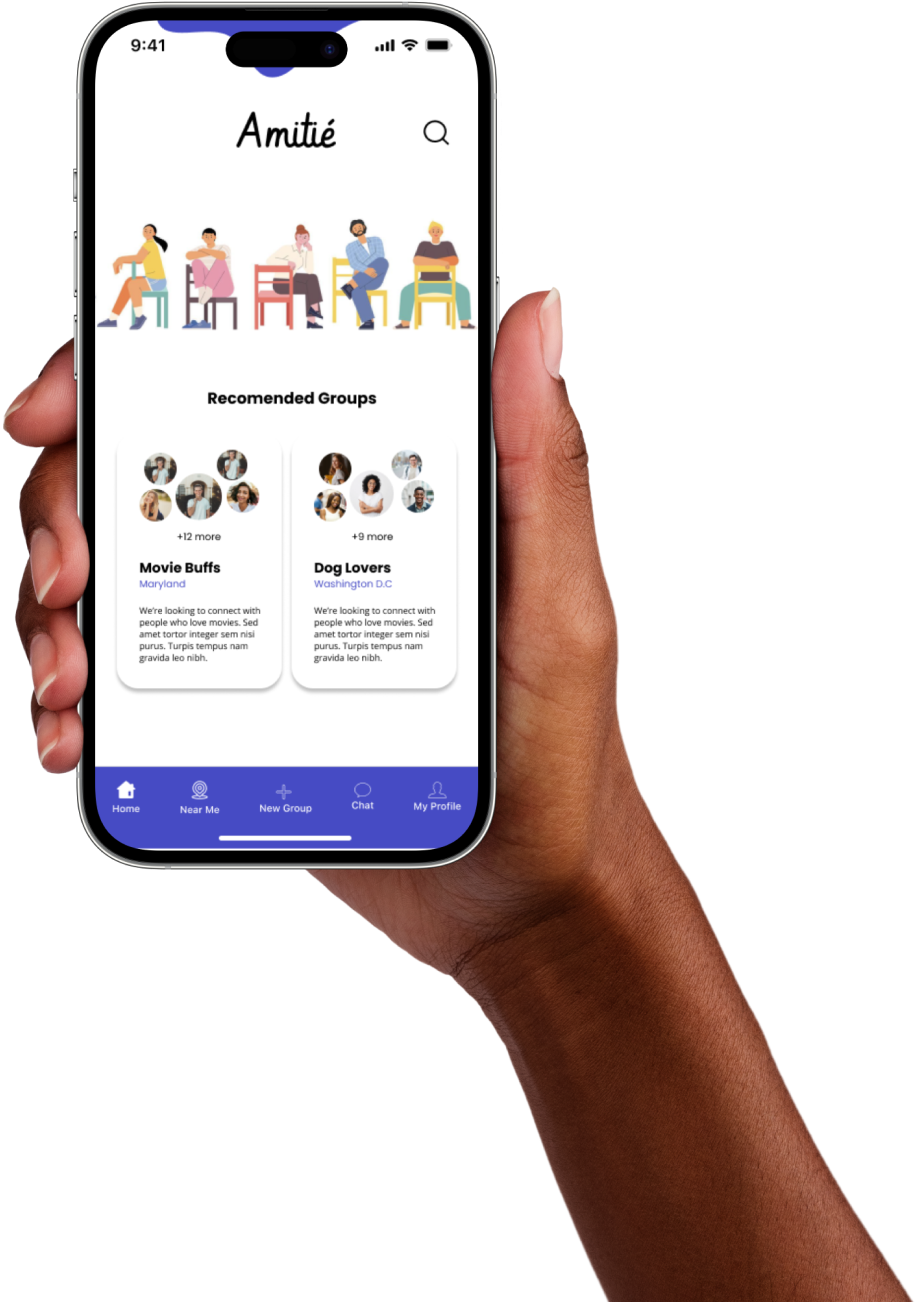 9:41
Amitié
Recomended Groups
+12 more
Movie Buffs
Maryland
We're looking to connect with
people who love movies. Sed
amet tortor integer sem nisi
purus. Turpis tempus nam
gravida leo nibh.
+9 more
Dog Lovers
Washington D.C
We're looking to connect with
people who love movies. Sed
amet tortor integer sem nisi
purus. Turpis tempus nam
gravida leo nibh.
Home
Near Me
New Group
Chat
My Profile